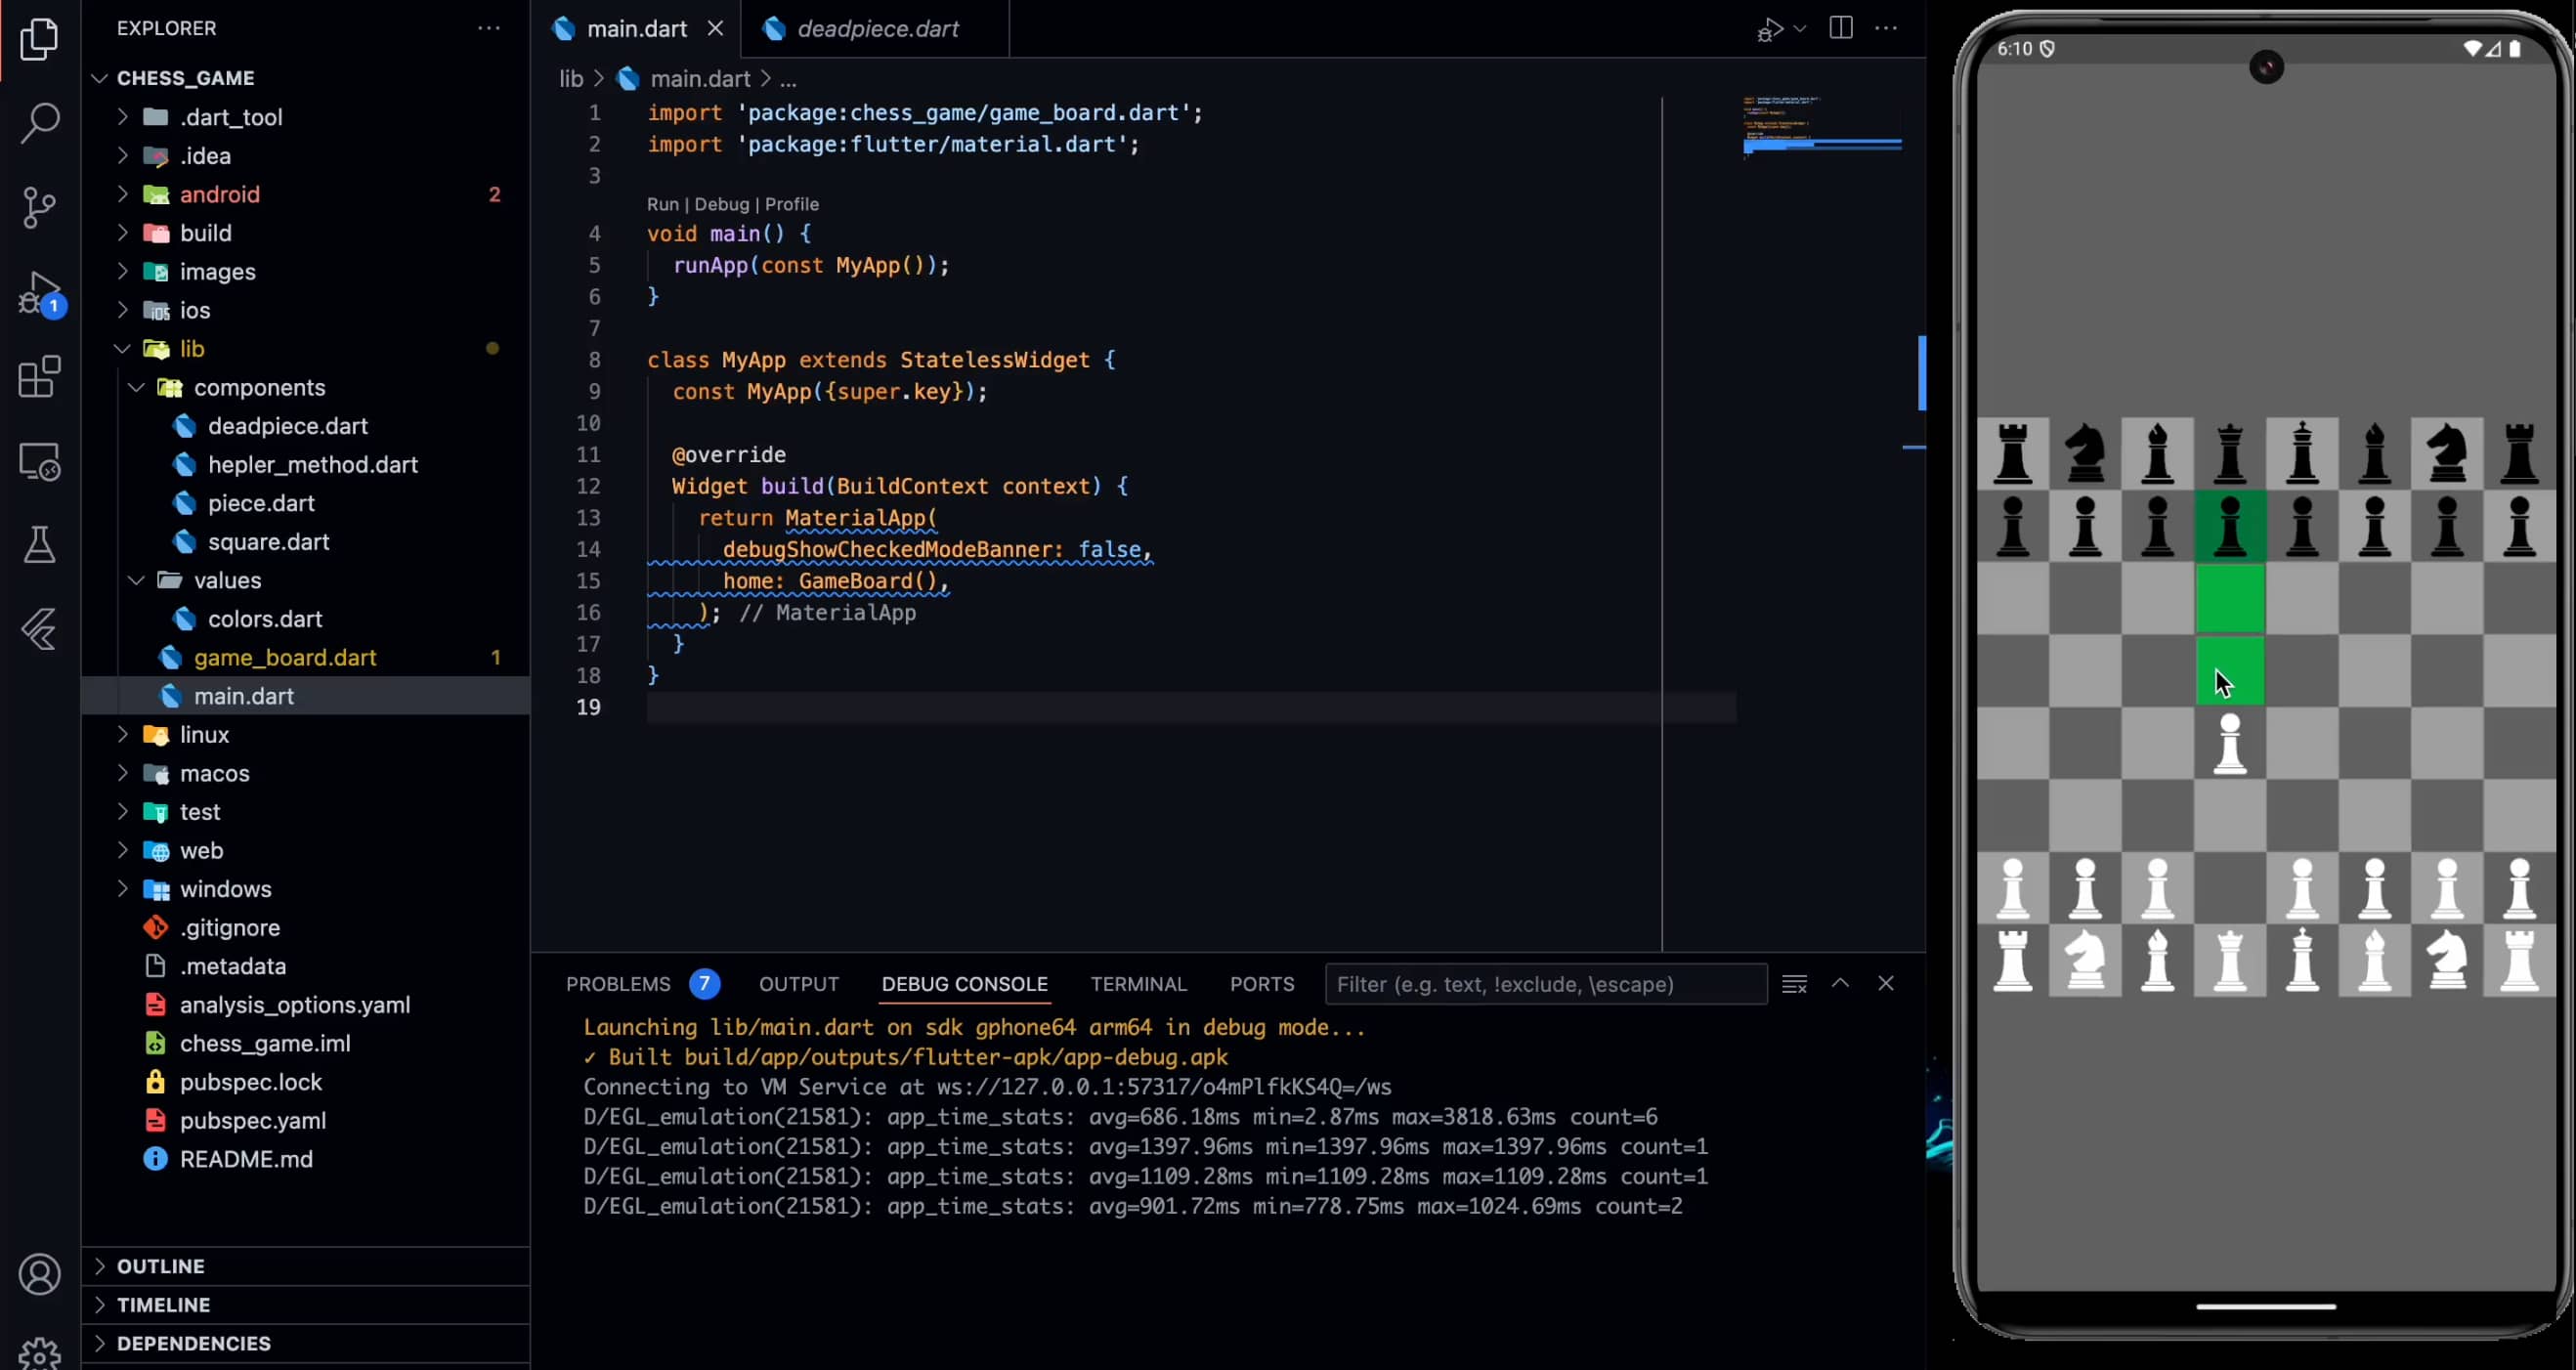 EXPLORER
CHESS_GAME
.dart_tool
.idea
android 2
build
images
ios
lib
components
deadpiece.dart
hepler_method.dart
piece.dart
square.dart
values
colors.dart
game_board.dart 1
main.dart
linux
macos
test
web
windows
.gitignore
.metadata
analysis_options.yaml
chess_game.iml
pubspec.lock
pubspec.yaml
README.md
OUTLINE
TIMELINE
DEPENDENCIES
1
main.dart deadpiece.dart
lib > main.dart > ...
1 import 'package:chess_game/game_board.dart';
2 import 'package:flutter/material.dart';
3
Run | Debug | Profile
4 void main() {
5 runApp(const MyApp());
6 }
7
8 class MyApp extends StatelessWidget {
9 const MyApp({super.key});
10
11 @override
12 Widget build(BuildContext context) {
13 return MaterialApp(
14 debugShowCheckedModeBanner: false,
15 home: GameBoard(),
16 ); // MaterialApp
17 }
18 }
19
PROBLEMS 7 OUTPUT DEBUG CONSOLE TERMINAL PORTS Filter (e.g. text, !exclude, \escape)
Launching lib/main.dart on sdk gphone64 arm64 in debug mode...
✓ Built build/app/outputs/flutter-apk/app-debug.apk
Connecting to VM Service at ws://127.0.0.1:57317/o4mPlfkKS4Q=/ws
D/EGL_emulation(21581): app_time_stats: avg=686.18ms min=2.87ms max=3818.63ms count=6
D/EGL_emulation(21581): app_time_stats: avg=1397.96ms min=1397.96ms max=1397.96ms count=1
D/EGL_emulation(21581): app_time_stats: avg=1109.28ms min=1109.28ms max=1109.28ms count=1
D/EGL_emulation(21581): app_time_stats: avg=901.72ms min=778.75ms max=1024.69ms count=2
6:10